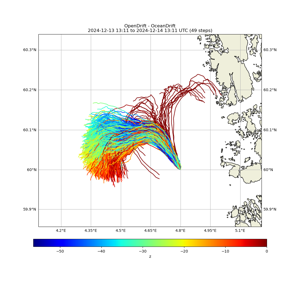 OpenDrift - OceanDrift
2024-12-13 13:11 to 2024-12-14 13:11 UTC (49 steps)
60.3°N 60.3°N
60.2°N 60.2°N
60.1°N 60.1°N
60°N 60°N
59.9°N 59.9°N
4.2°E 4.35°E 4.5°E 4.65°E 4.8°E 4.95°E 5.1°E
−50 −40 −30 −20 −10 0
z